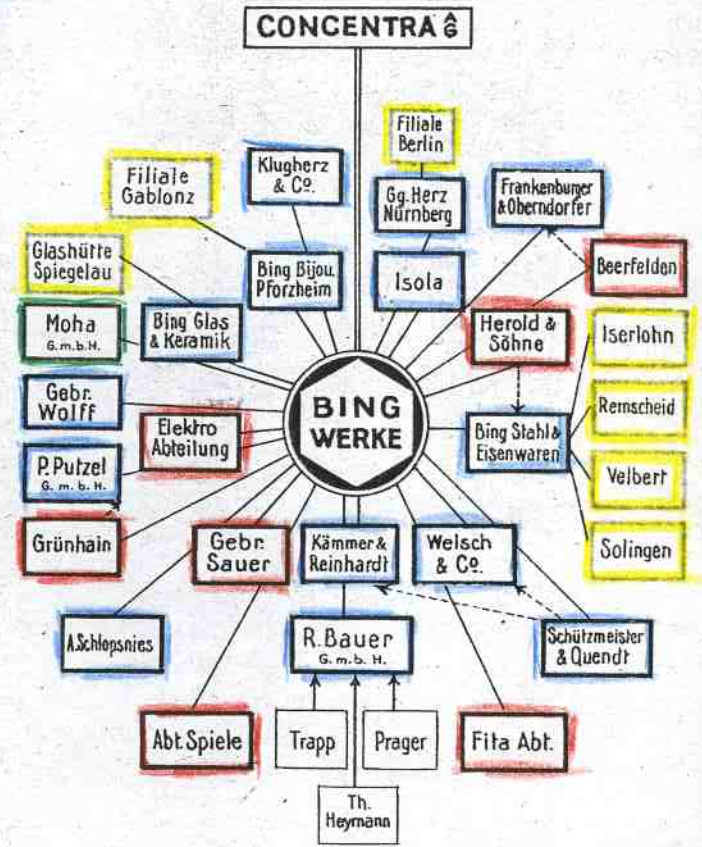 CONCENTRA AG
Filiale
Berlin
Klugherz
& Co.
Filiale
Gablonz
Gg. Herz
Nürnberg
Frankenburger
& Oberndorfer
Glashütte
Spiegelau
Bing Bijou.
Pforzheim
Isola
Beerfelden
Moha
G.m.b.H.
Bing Glas
& Keramik
Herold &
Söhne
Iserlohn
Gebr.
Wolff
Elektro
Abteilung
BING
WERKE
Bing Stahl &
Eisenwaren
Remscheid
P. Putzel
G.m.b.H.
Velbert
Grünhain
Gebr.
Sauer
Kämmer &
Reinhardt
Welsch
& Co.
Solingen
A. Schlopsnies
R. Bauer
G.m.b.H.
Schützmeister
& Quendt
Abt. Spiele
Trapp
Prager
Fita Abt.
Th.
Heymann